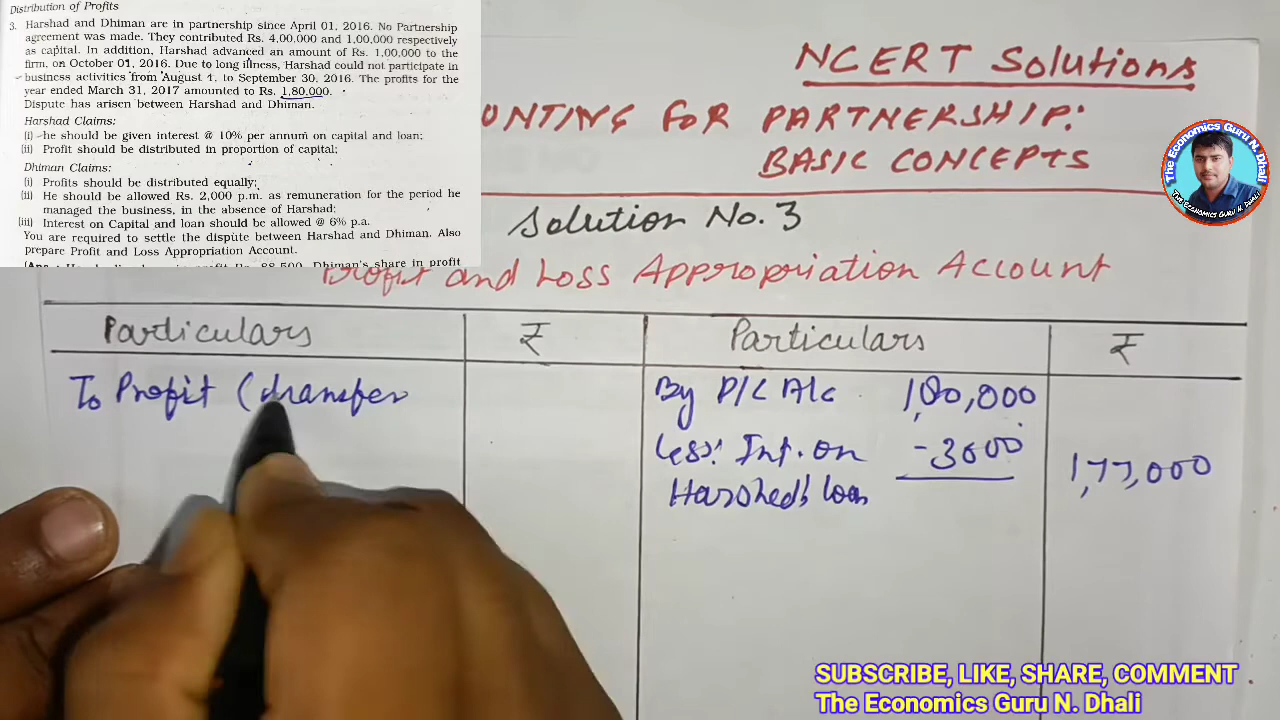 Distribution of Profits
3. Harshad and Dhiman are in partnership since April 01, 2016. No Partnership
agreement was made. They contributed Rs. 4,00,000 and 1,00,000 respectively
as capital. In addition, Harshad advanced an amount of Rs. 1,00,000 to the
firm, on October 01, 2016. Due to long illness, Harshad could not participate in
business activities from August 1, to September 30, 2016. The profits for the
year ended March 31, 2017 amounted to Rs. 1,80,000.
Dispute has arisen between Harshad and Dhiman.
Harshad Claims:
(i) he should be given interest @ 10% per annum on capital and loan;
(ii) Profit should be distributed in proportion of capital;
Dhiman Claims:
(i) Profits should be distributed equally;
(ii) He should be allowed Rs. 2,000 p.m. as remuneration for the period he
managed the business, in the absence of Harshad;
(iii) Interest on Capital and loan should be allowed @ 6% p.a.
You are required to settle the dispute between Harshad and Dhiman. Also
prepare Profit and Loss Appropriation Account.
NCERT Solutions
UNTING FOR PARTNERSHIP:
BASIC CONCEPTS
The Economics Guru N. Dhali
The Economics Guru N. Dhali
Solution No. 3
Profit and Loss Appropriation Account
Particulars ₹ Particulars ₹
To Profit (transfer By P/L A/c 1,80,000
Less: Int. on -3000 1,77,000
Harshed's loan
SUBSCRIBE, LIKE, SHARE, COMMENT
The Economics Guru N. Dhali